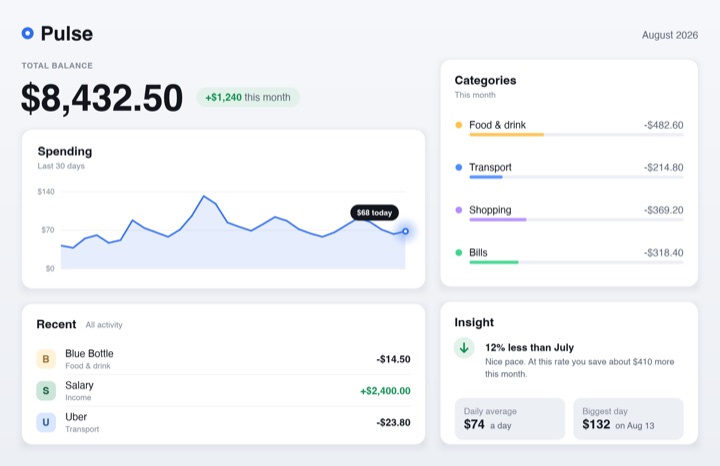 Pulse
August 2026
TOTAL BALANCE
$8,432.50
+$1,240 this month
Spending
Last 30 days
$140
$70
$0
$68 today
Categories
This month
Food & drink -$482.60
Transport -$214.80
Shopping -$369.20
Bills -$318.40
Recent All activity
B Blue Bottle -$14.50
Food & drink
S Salary +$2,400.00
Income
U Uber -$23.80
Transport
Insight
12% less than July
Nice pace. At this rate you save about $410 more
this month.
Daily average
$74 a day
Biggest day
$132 on Aug 13